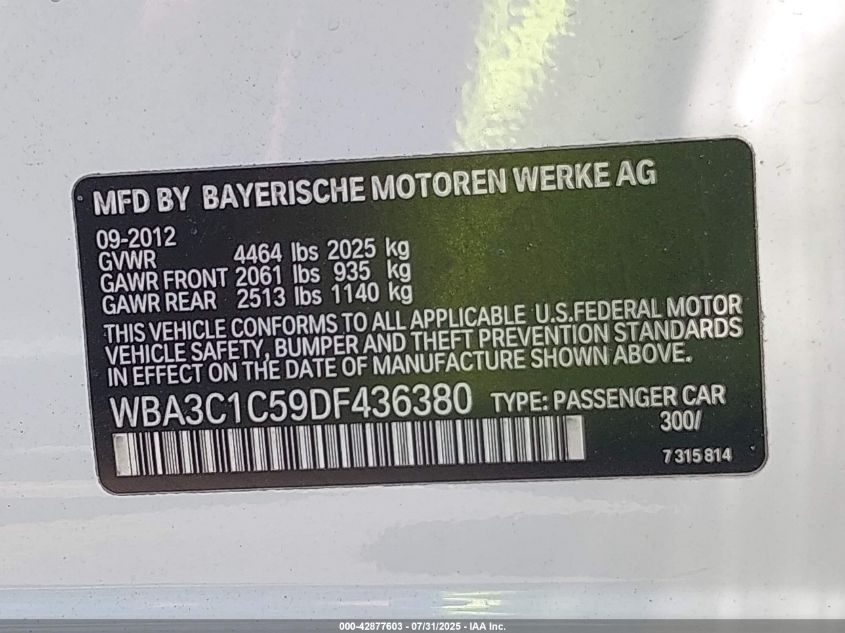 MFD BY BAYERISCHE MOTOREN WERKE AG
09-2012
GVWR 4464 lbs 2025 kg
GAWR FRONT 2061 lbs 935 kg
GAWR REAR 2513 lbs 1140 kg
THIS VEHICLE CONFORMS TO ALL APPLICABLE U.S.FEDERAL MOTOR
VEHICLE SAFETY, BUMPER AND THEFT PREVENTION STANDARDS
IN EFFECT ON THE DATE OF MANUFACTURE SHOWN ABOVE.
WBA3C1C59DF436380 TYPE: PASSENGER CAR
300/
7 315 814
000-42877603 - 07/31/2025 - IAA Inc.